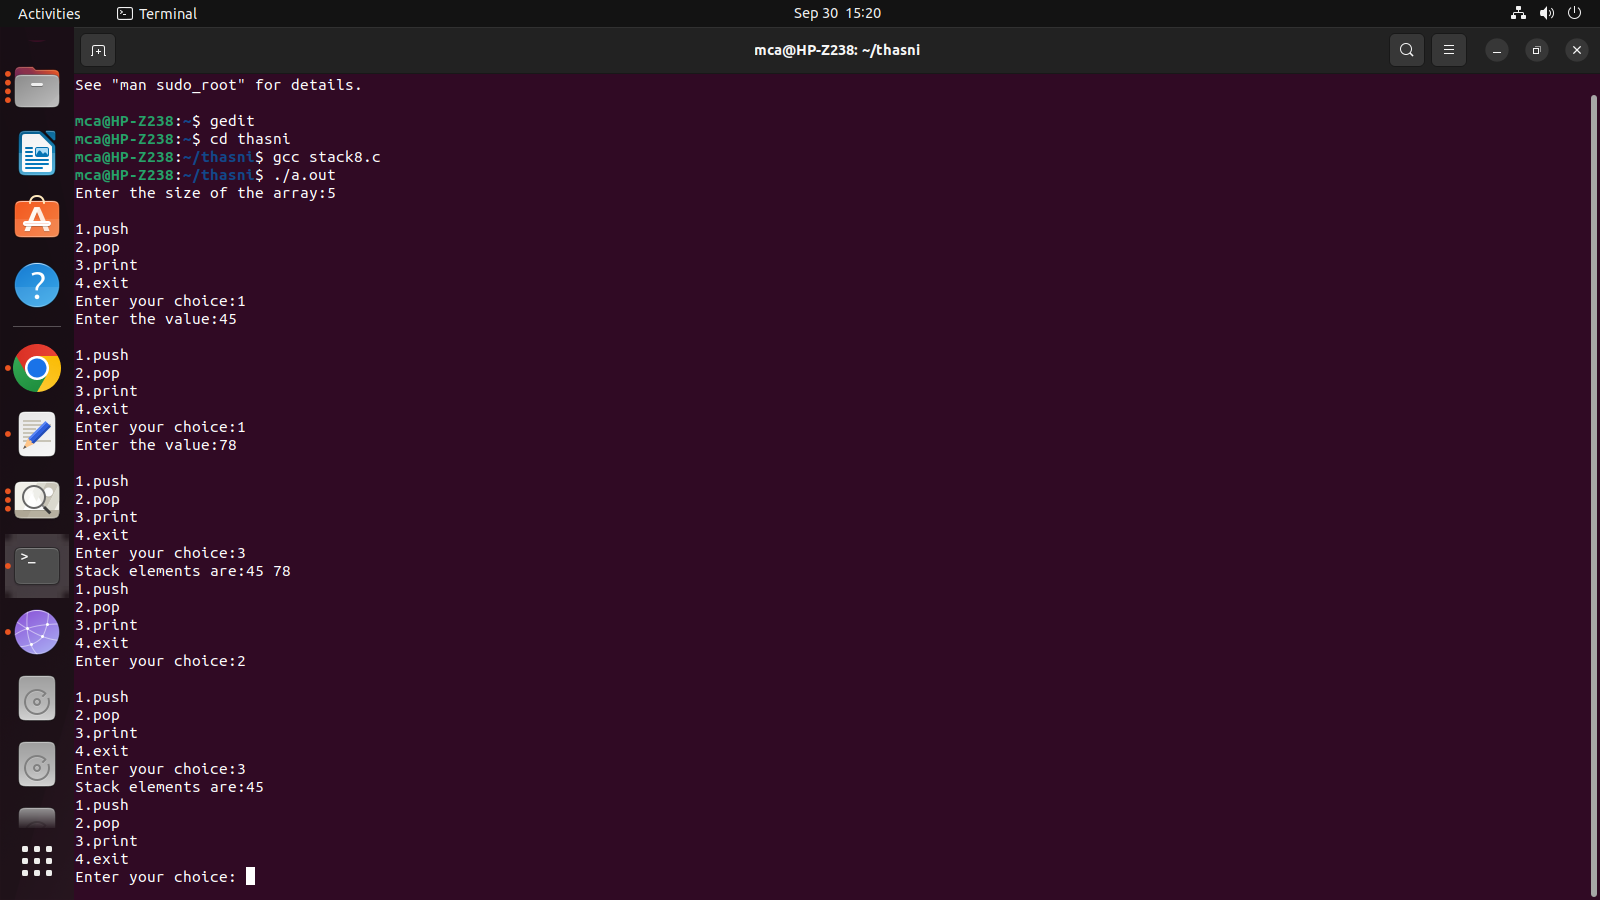 Activities Terminal Sep 30 15:20
mca@HP-Z238: ~/thasni
See "man sudo_root" for details.
mca@HP-Z238:~$ gedit
mca@HP-Z238:~$ cd thasni
mca@HP-Z238:~/thasni$ gcc stack8.c
mca@HP-Z238:~/thasni$ ./a.out
Enter the size of the array:5
1.push
2.pop
3.print
4.exit
Enter your choice:1
Enter the value:45
1.push
2.pop
3.print
4.exit
Enter your choice:1
Enter the value:78
1.push
2.pop
3.print
4.exit
Enter your choice:3
Stack elements are:45 78
1.push
2.pop
3.print
4.exit
Enter your choice:2
1.push
2.pop
3.print
4.exit
Enter your choice:3
Stack elements are:45
1.push
2.pop
3.print
4.exit
Enter your choice: